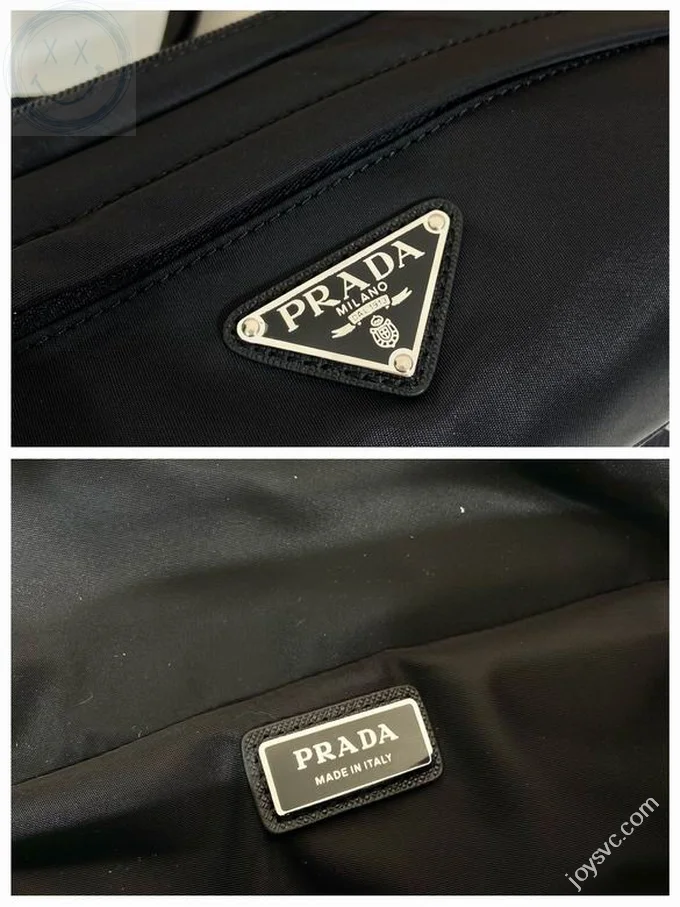 PRADA
MILANO
DAL 1913
PRADA
MADE IN ITALY
joysvc.com